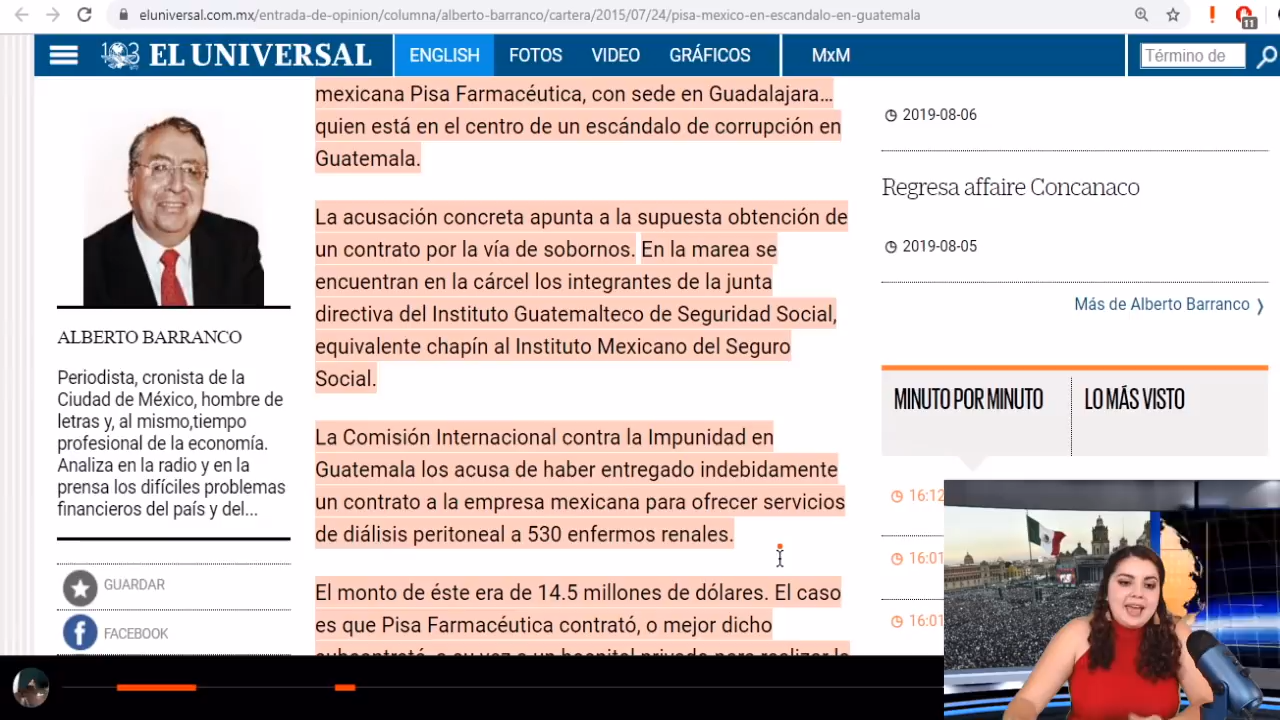 eluniversal.com.mx/entrada-de-opinion/columna/alberto-barranco/cartera/2015/07/24/pisa-mexico-en-escandalo-en-guatemala
11
EL UNIVERSAL
ENGLISH
FOTOS
VIDEO
GRÁFICOS
MxM
Término de
mexicana Pisa Farmacéutica, con sede en Guadalajara…
quien está en el centro de un escándalo de corrupción en
Guatemala.
La acusación concreta apunta a la supuesta obtención de
un contrato por la vía de sobornos. En la marea se
encuentran en la cárcel los integrantes de la junta
directiva del Instituto Guatemalteco de Seguridad Social,
equivalente chapín al Instituto Mexicano del Seguro
Social.
La Comisión Internacional contra la Impunidad en
Guatemala los acusa de haber entregado indebidamente
un contrato a la empresa mexicana para ofrecer servicios
de diálisis peritoneal a 530 enfermos renales.
El monto de éste era de 14.5 millones de dólares. El caso
es que Pisa Farmacéutica contrató, o mejor dicho
subcontrató, a su vez a un hospital privado para realizar la
ALBERTO BARRANCO
Periodista, cronista de la
Ciudad de México, hombre de
letras y, al mismo,tiempo
profesional de la economía.
Analiza en la radio y en la
prensa los difíciles problemas
financieros del país y del...
GUARDAR
FACEBOOK
2019-08-06
Regresa affaire Concanaco
2019-08-05
Más de Alberto Barranco
MINUTO POR MINUTO
LO MÁS VISTO
16:12
16:01
16:01